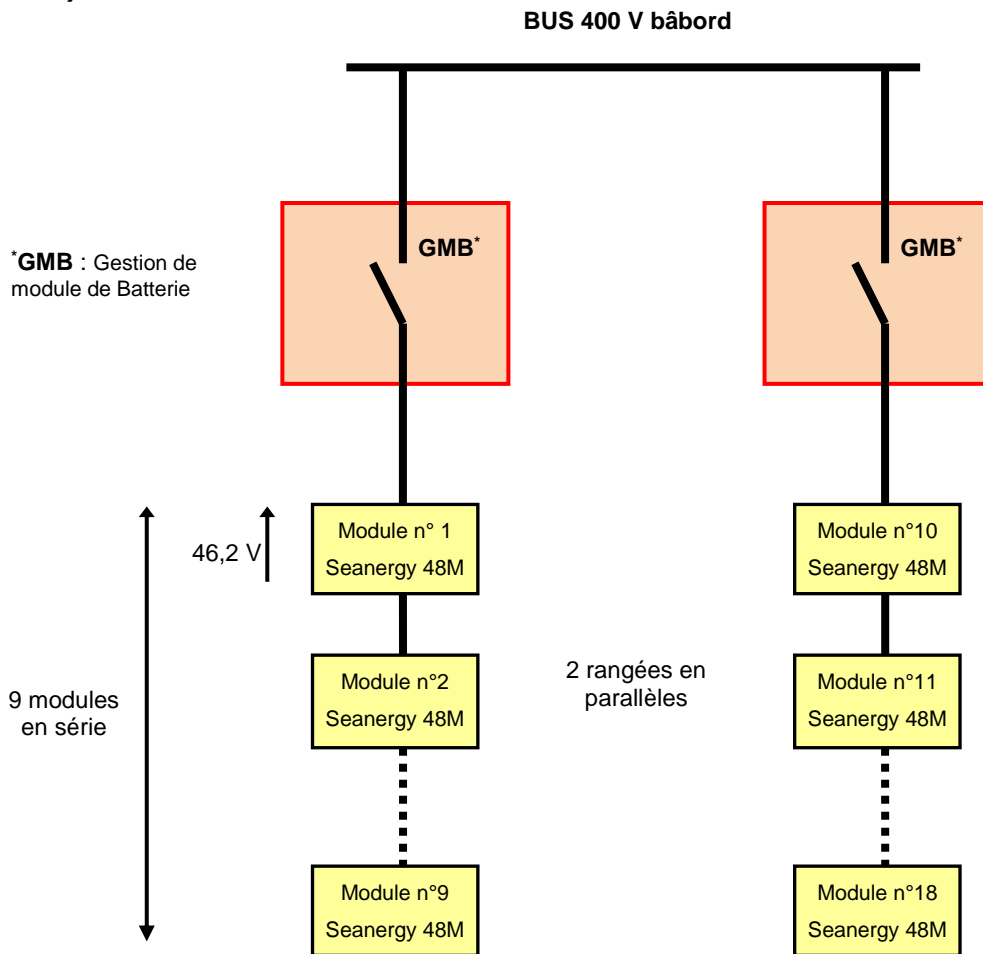 BUS 400 V bâbord
GMB*
GMB*
*GMB : Gestion de
module de Batterie
46,2 V
Module n° 1
Seanergy 48M
Module n°10
Seanergy 48M
9 modules
en série
Module n°2
Seanergy 48M
2 rangées en
parallèles
Module n°11
Seanergy 48M
Module n°9
Seanergy 48M
Module n°18
Seanergy 48M